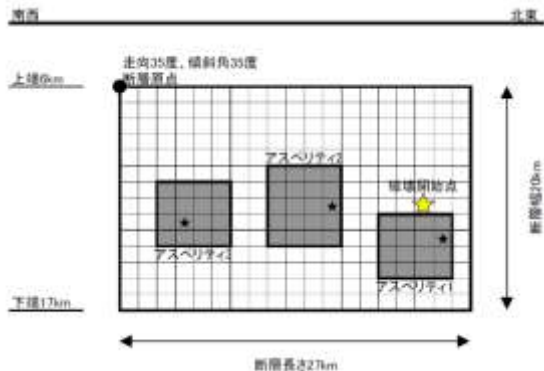 南西
北東
走向35度、傾斜角35度
上端6km
断層原点
アスペリティ2
破壊開始点
断層幅20km
アスペリティ3
アスペリティ1
下端17km
断層長さ27km